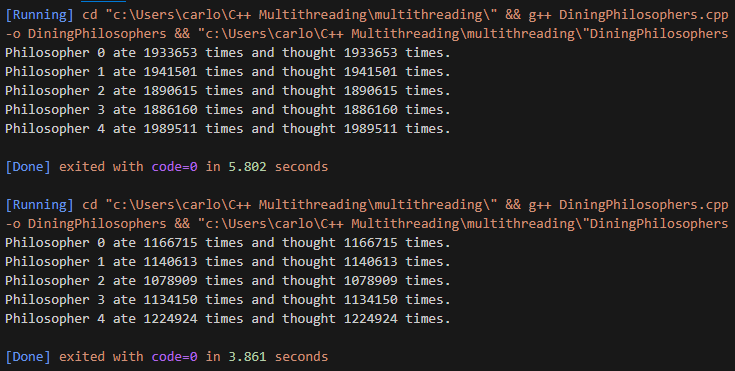 [Running] cd "c:\Users\carlo\C++ Multithreading\multithreading\" && g++ DiningPhilosophers.cpp
-o DiningPhilosophers && "c:\Users\carlo\C++ Multithreading\multithreading\"DiningPhilosophers
Philosopher 0 ate 1933653 times and thought 1933653 times.
Philosopher 1 ate 1941501 times and thought 1941501 times.
Philosopher 2 ate 1890615 times and thought 1890615 times.
Philosopher 3 ate 1886160 times and thought 1886160 times.
Philosopher 4 ate 1989511 times and thought 1989511 times.
[Done] exited with code=0 in 5.802 seconds
[Running] cd "c:\Users\carlo\C++ Multithreading\multithreading\" && g++ DiningPhilosophers.cpp
-o DiningPhilosophers && "c:\Users\carlo\C++ Multithreading\multithreading\"DiningPhilosophers
Philosopher 0 ate 1166715 times and thought 1166715 times.
Philosopher 1 ate 1140613 times and thought 1140613 times.
Philosopher 2 ate 1078909 times and thought 1078909 times.
Philosopher 3 ate 1134150 times and thought 1134150 times.
Philosopher 4 ate 1224924 times and thought 1224924 times.
[Done] exited with code=0 in 3.861 seconds